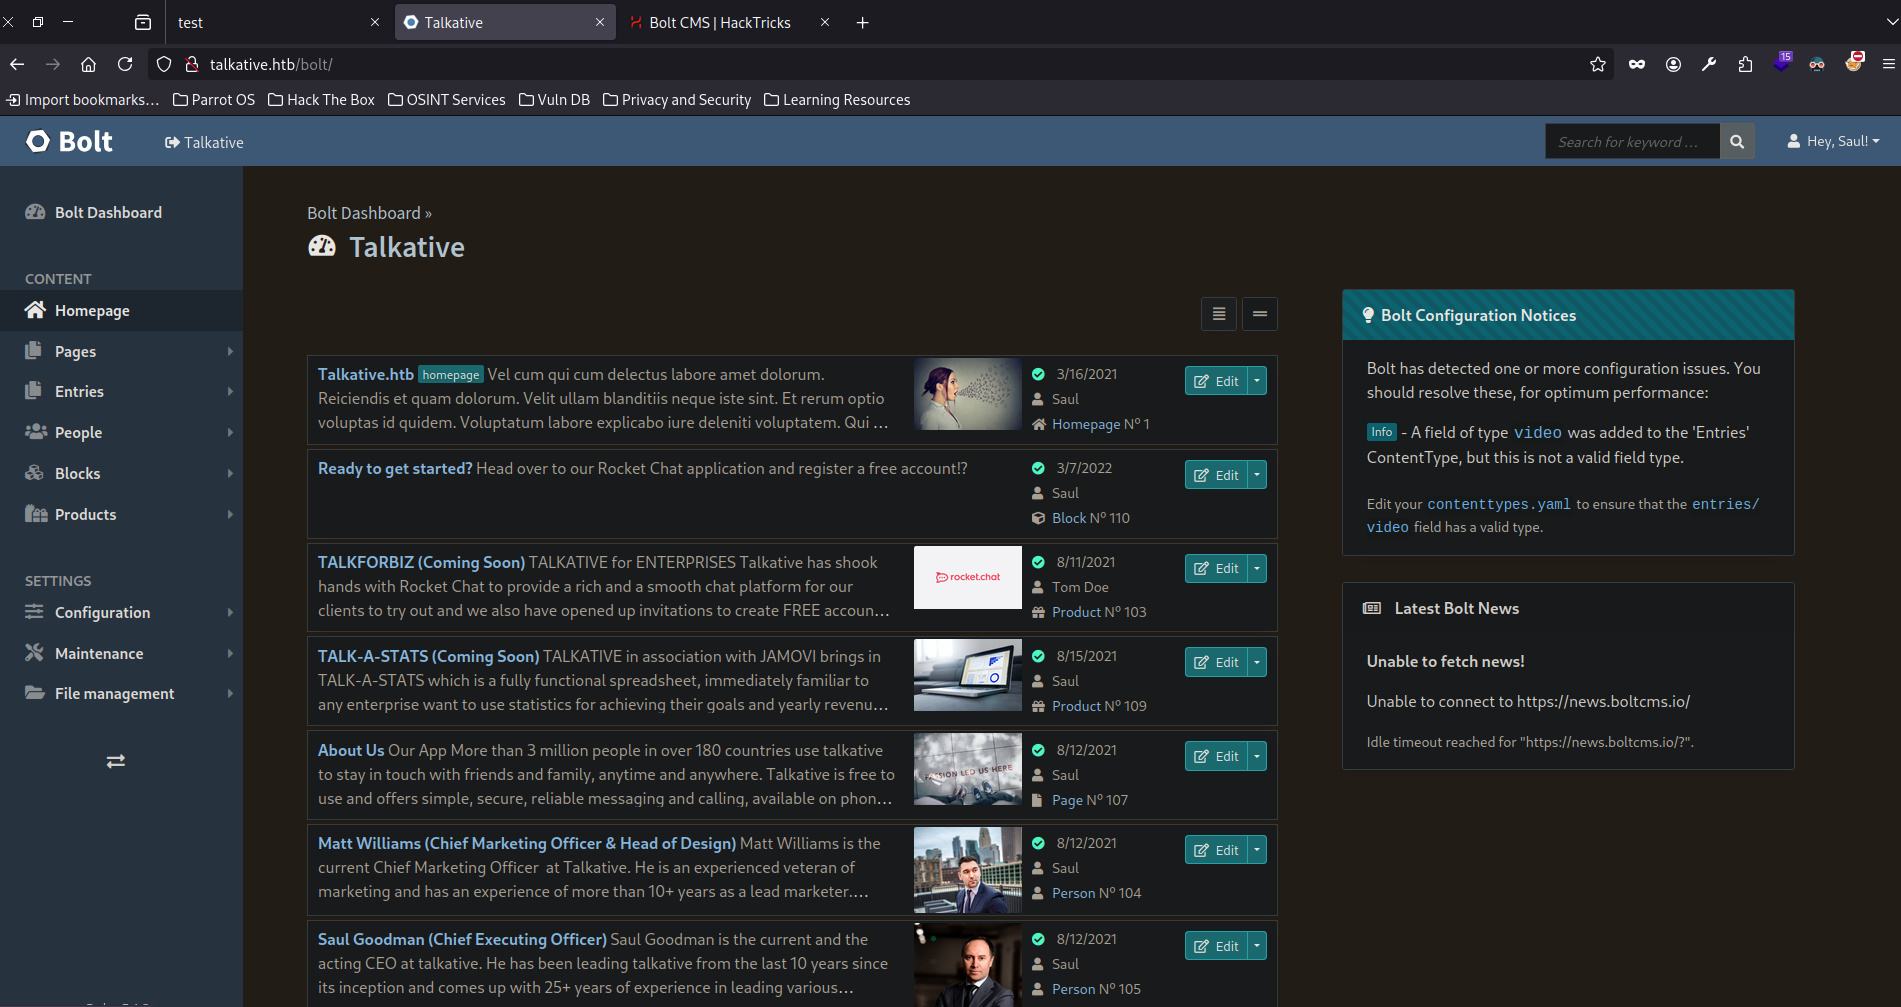 test
Talkative
Bolt CMS | HackTricks
talkative.htb/bolt/
15
Import bookmarks...
Parrot OS
Hack The Box
OSINT Services
Vuln DB
Privacy and Security
Learning Resources
Bolt
Talkative
Search for keyword ...
Hey, Saul!
Bolt Dashboard
CONTENT
Homepage
Pages
Entries
People
Blocks
Products
SETTINGS
Configuration
Maintenance
File management
Bolt Dashboard »
Talkative
Talkative.htb homepage Vel cum qui cum delectus labore amet dolorum.
Reiciendis et quam dolorum. Velit ullam blanditiis neque iste sint. Et rerum optio
voluptas id quidem. Voluptatum labore explicabo iure deleniti voluptatem. Qui ...
3/16/2021
Saul
Homepage Nº 1
Edit
Ready to get started? Head over to our Rocket Chat application and register a free account!?
3/7/2022
Saul
Block Nº 110
Edit
TALKFORBIZ (Coming Soon) TALKATIVE for ENTERPRISES Talkative has shook
hands with Rocket Chat to provide a rich and a smooth chat platform for our
clients to try out and we also have opened up invitations to create FREE accoun...
rocket.chat
8/11/2021
Tom Doe
Product Nº 103
Edit
TALK-A-STATS (Coming Soon) TALKATIVE in association with JAMOVI brings in
TALK-A-STATS which is a fully functional spreadsheet, immediately familiar to
any enterprise want to use statistics for achieving their goals and yearly revenu...
8/15/2021
Saul
Product Nº 109
Edit
About Us Our App More than 3 million people in over 180 countries use talkative
to stay in touch with friends and family, anytime and anywhere. Talkative is free to
use and offers simple, secure, reliable messaging and calling, available on phon...
PASSION LED US HERE
8/12/2021
Saul
Page Nº 107
Edit
Matt Williams (Chief Marketing Officer & Head of Design) Matt Williams is the
current Chief Marketing Officer at Talkative. He is an experienced veteran of
marketing and has an experience of more than 10+ years as a lead marketer....
8/12/2021
Saul
Person Nº 104
Edit
Saul Goodman (Chief Executing Officer) Saul Goodman is the current and the
acting CEO at talkative. He has been leading talkative from the last 10 years since
its inception and comes up with 25+ years of experience in leading various...
8/12/2021
Saul
Person Nº 105
Edit
Bolt Configuration Notices
Bolt has detected one or more configuration issues. You
should resolve these, for optimum performance:
Info - A field of type video was added to the 'Entries'
ContentType, but this is not a valid field type.
Edit your contenttypes.yaml to ensure that the entries/
video field has a valid type.
Latest Bolt News
Unable to fetch news!
Unable to connect to https://news.boltcms.io/
Idle timeout reached for "https://news.boltcms.io/?".